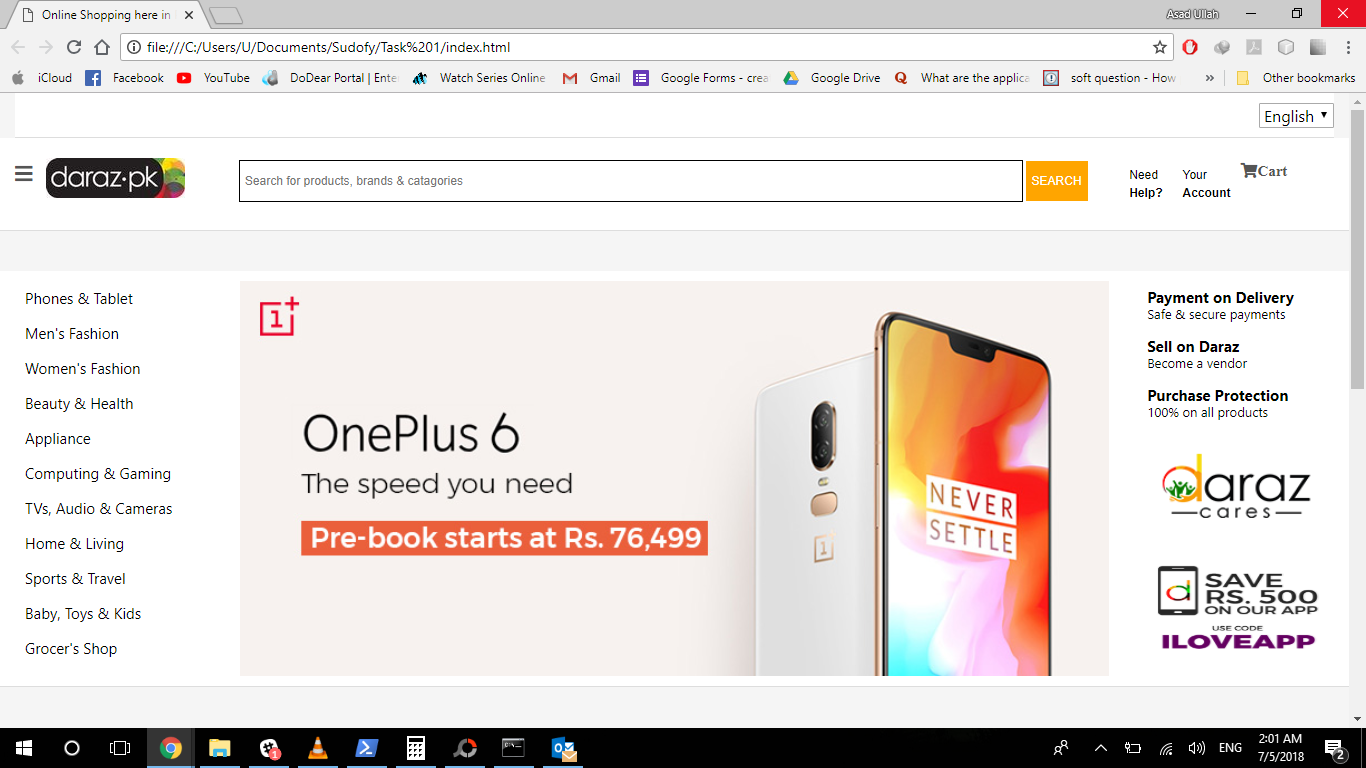 Online Shopping here in
Asad Ullah
file:///C:/Users/U/Documents/Sudofy/Task%201/index.html
iCloud
Facebook
YouTube
DoDear Portal | Ente
Watch Series Online
Gmail
Google Forms - crea
Google Drive
What are the applica
soft question - How
»
Other bookmarks
English
daraz.pk
Search for products, brands & catagories
SEARCH
Need
Help?
Your
Account
Cart
Phones & Tablet
Men's Fashion
Women's Fashion
Beauty & Health
Appliance
Computing & Gaming
TVs, Audio & Cameras
Home & Living
Sports & Travel
Baby, Toys & Kids
Grocer's Shop
1+
OnePlus 6
The speed you need
Pre-book starts at Rs. 76,499
NEVER
SETTLE
Payment on Delivery
Safe & secure payments
Sell on Daraz
Become a vendor
Purchase Protection
100% on all products
daraz
cares
SAVE
RS. 500
ON OUR APP
USE CODE
ILOVEAPP
1
ENG
2:01 AM
7/5/2018
2